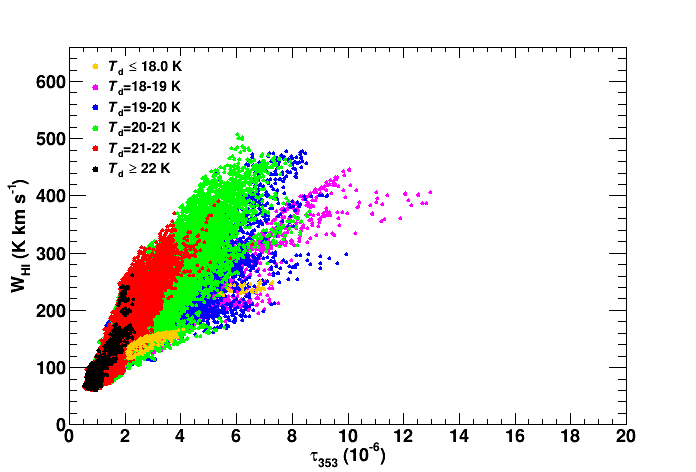 600
500
400
300
200
100
0
W_HI (K km s⁻¹)
T_d ≤ 18.0 K
T_d=18-19 K
T_d=19-20 K
T_d=20-21 K
T_d=21-22 K
T_d ≥ 22 K
0 2 4 6 8 10 12 14 16 18 20
τ_353 (10⁻⁶)